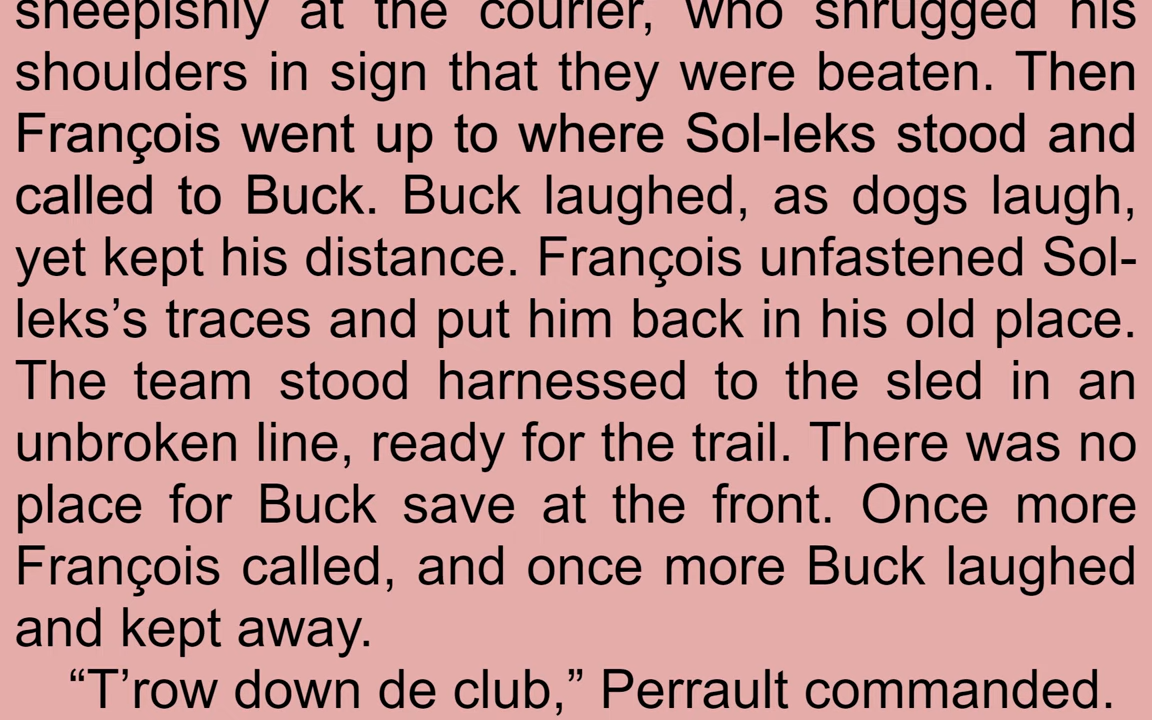 sheepishly at the courier, who shrugged his
shoulders in sign that they were beaten. Then
François went up to where Sol-leks stood and
called to Buck. Buck laughed, as dogs laugh,
yet kept his distance. François unfastened Sol-
leks’s traces and put him back in his old place.
The team stood harnessed to the sled in an
unbroken line, ready for the trail. There was no
place for Buck save at the front. Once more
François called, and once more Buck laughed
and kept away.
“T’row down de club,” Perrault commanded.